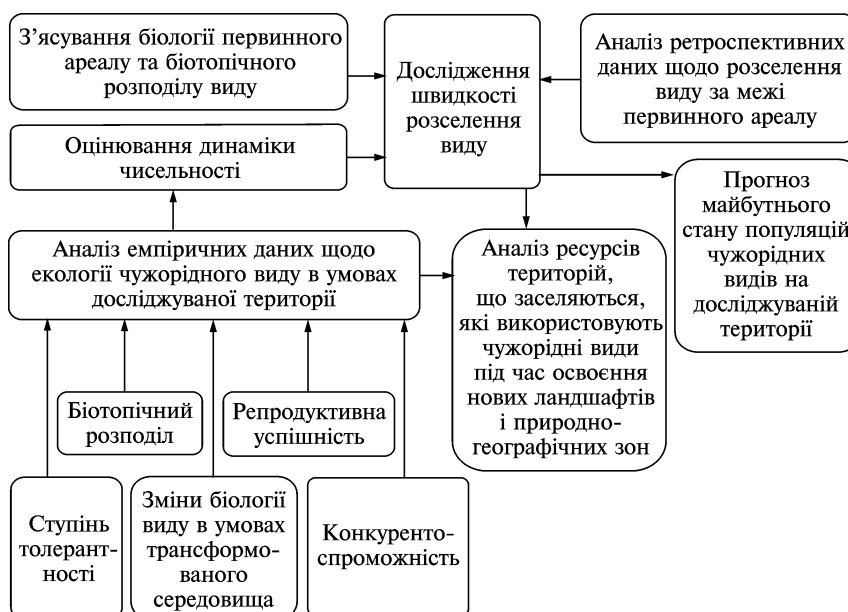 З’ясування біології первинного
ареалу та біотопічного
розподілу виду
Дослідження
швидкості
розселення
виду
Аналіз ретроспективних
даних щодо розселення
виду за межі
первинного ареалу
Оцінювання динаміки
чисельності
Прогноз
майбутнього
стану популяцій
чужорідних
видів на
досліджуваній
території
Аналіз емпіричних даних щодо
екології чужорідного виду в умовах
досліджуваної території
Аналіз ресурсів
територій,
що заселяються,
які використовують
чужорідні види
під час освоєння
нових ландшафтів
і природно-
географічних зон
Біотопічний
розподіл
Репродуктивна
успішність
Ступінь
толерант-
ності
Зміни біології
виду в умовах
трансформо-
ваного
середовища
Конкуренто-
спроможність